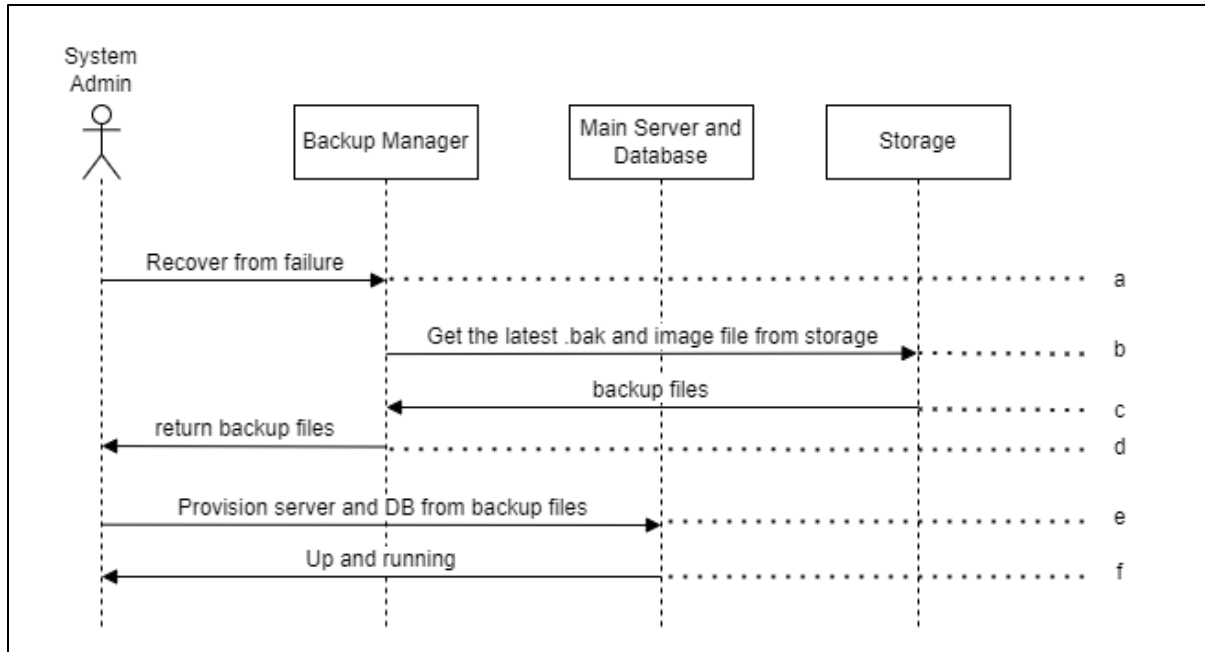 System
Admin
Backup Manager
Main Server and
Database
Storage
Recover from failure
a
Get the latest .bak and image file from storage
b
backup files
c
return backup files
d
Provision server and DB from backup files
e
Up and running
f